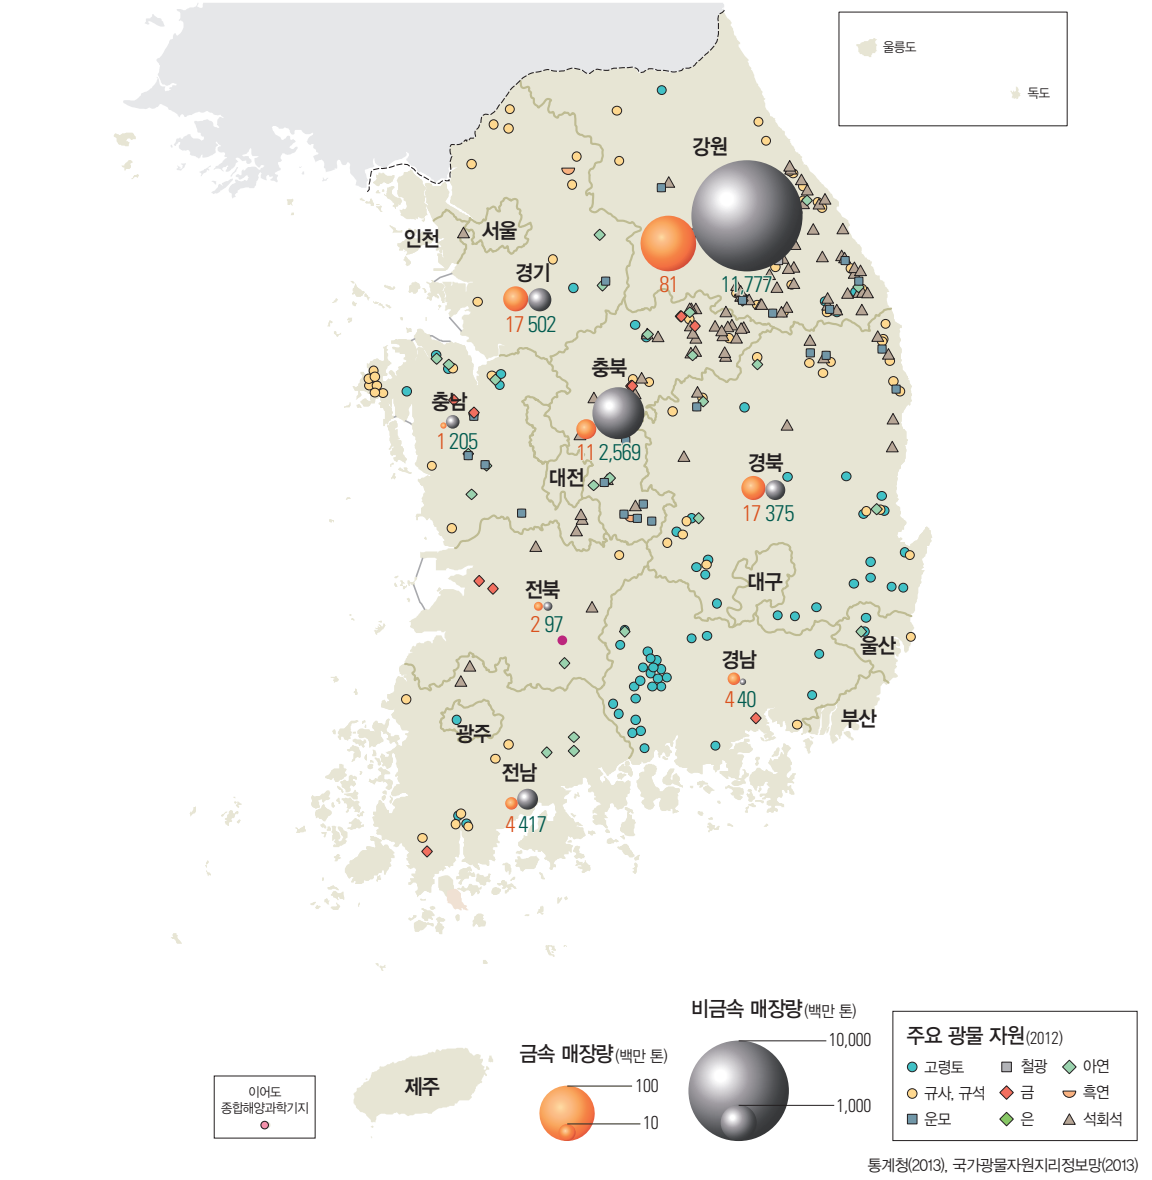 울릉도
독도
강원
81
11,777
인천
서울
경기
17 502
충북
11 2,569
충남
1 205
대전
경북
17 375
전북
2 97
대구
울산
경남
4 40
부산
광주
전남
4 417
제주
이어도
종합해양과학기지
금속 매장량(백만 톤)
100
10
비금속 매장량(백만 톤)
10,000
1,000
주요 광물 자원(2012)
고령토 철광 아연
규사, 규석 금 흑연
운모 은 석회석
통계청(2013), 국가광물자원지리정보망(2013)